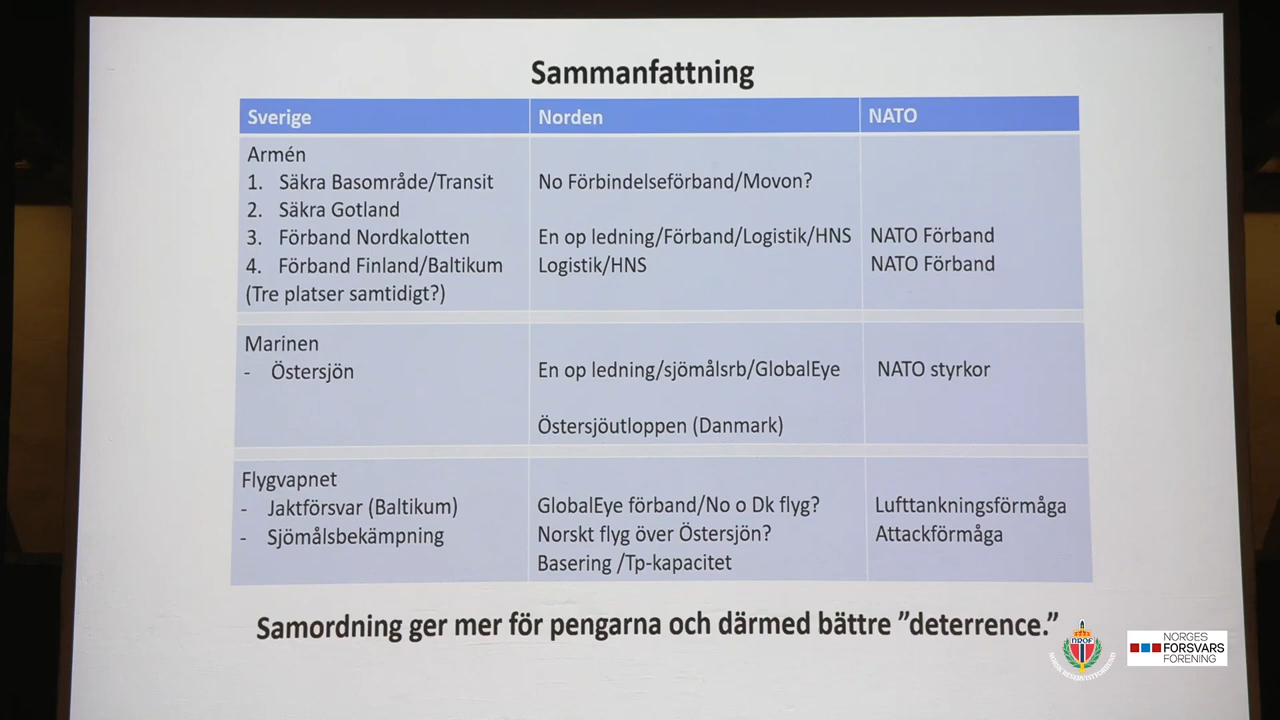 Sammanfattning
Sverige Norden NATO
Armén
1. Säkra Basområde/Transit No Förbindelseförband/Movon?
2. Säkra Gotland
3. Förband Nordkalotten En op ledning/Förband/Logistik/HNS NATO Förband
4. Förband Finland/Baltikum Logistik/HNS NATO Förband
(Tre platser samtidigt?)
Marinen
- Östersjön En op ledning/sjömålsrb/GlobalEye NATO styrkor
Östersjöutloppen (Danmark)
Flygvapnet
- Jaktförsvar (Baltikum) GlobalEye förband/No o Dk flyg? Lufttankningsförmåga
- Sjömålsbekämpning Norskt flyg över Östersjön? Attackförmåga
Basering /Tp-kapacitet
Samordning ger mer för pengarna och därmed bättre ”deterrence.”
NROF
NORSK RESERVISTFORBUND
NORGES
FORSVARS
FORENING